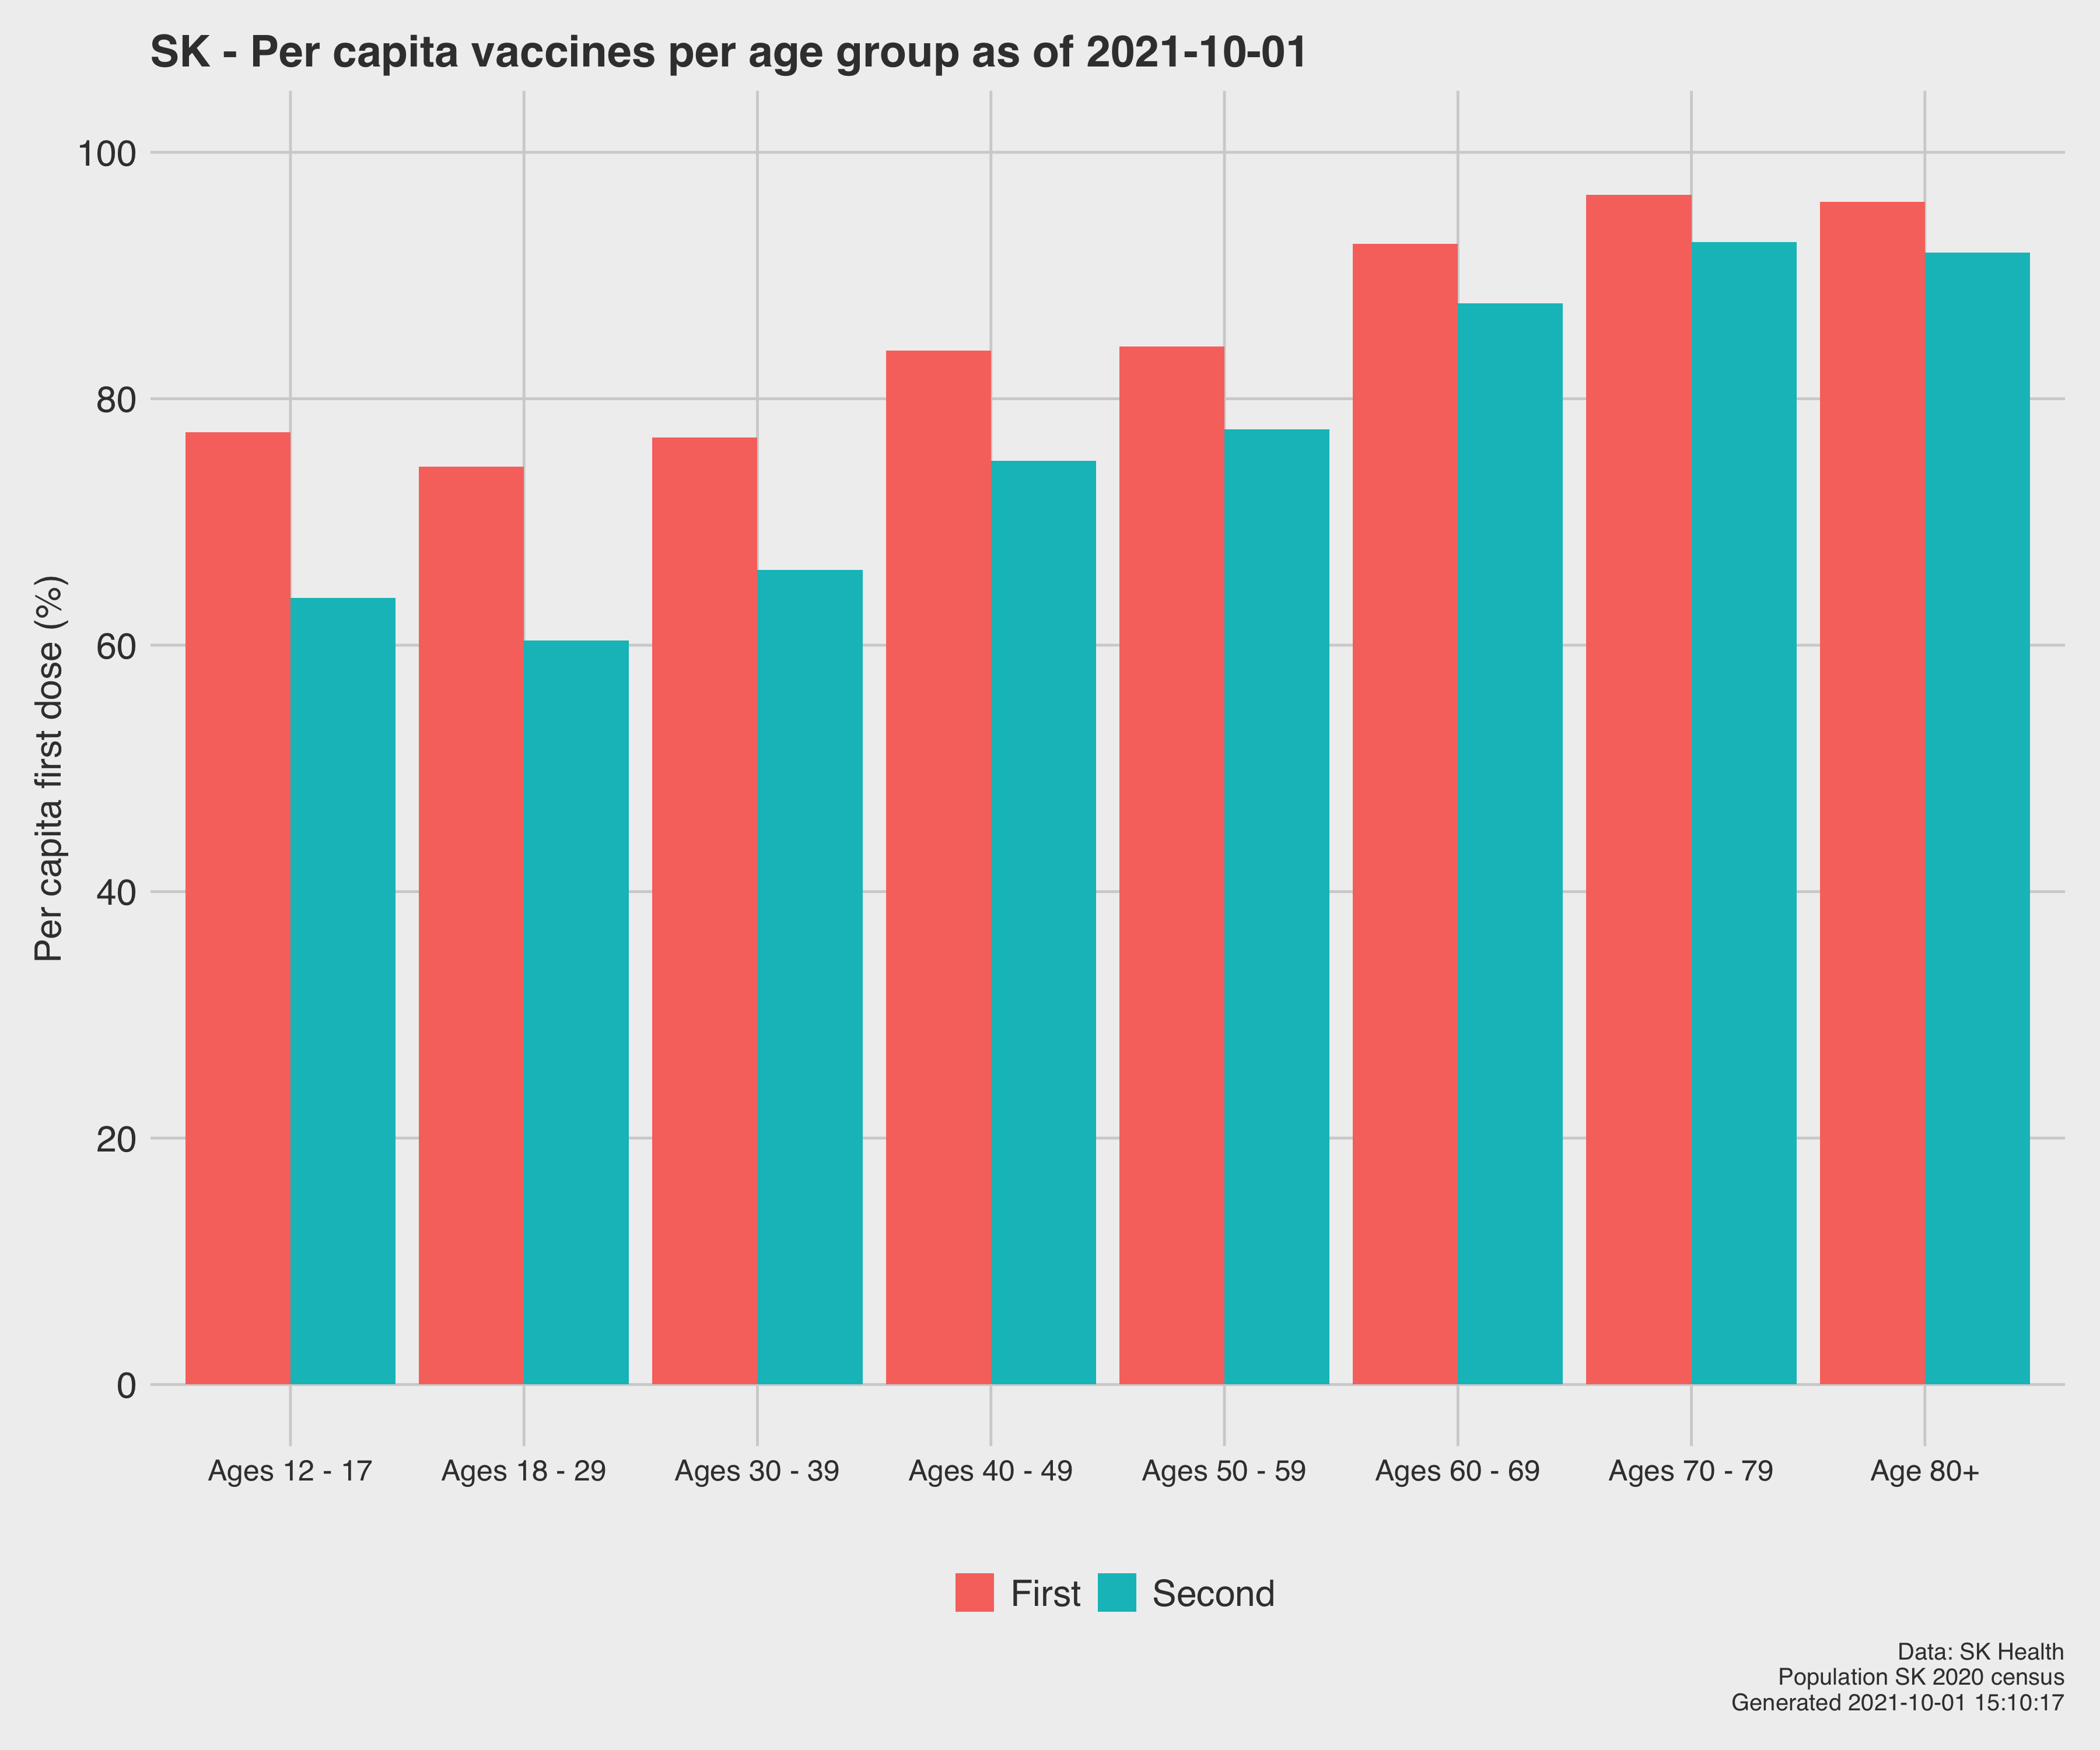 SK - Per capita vaccines per age group as of 2021-10-01
Per capita first dose (%)
100
80
60
40
20
0
Ages 12 - 17
Ages 18 - 29
Ages 30 - 39
Ages 40 - 49
Ages 50 - 59
Ages 60 - 69
Ages 70 - 79
Age 80+
First
Second
Data: SK Health
Population SK 2020 census
Generated 2021-10-01 15:10:17